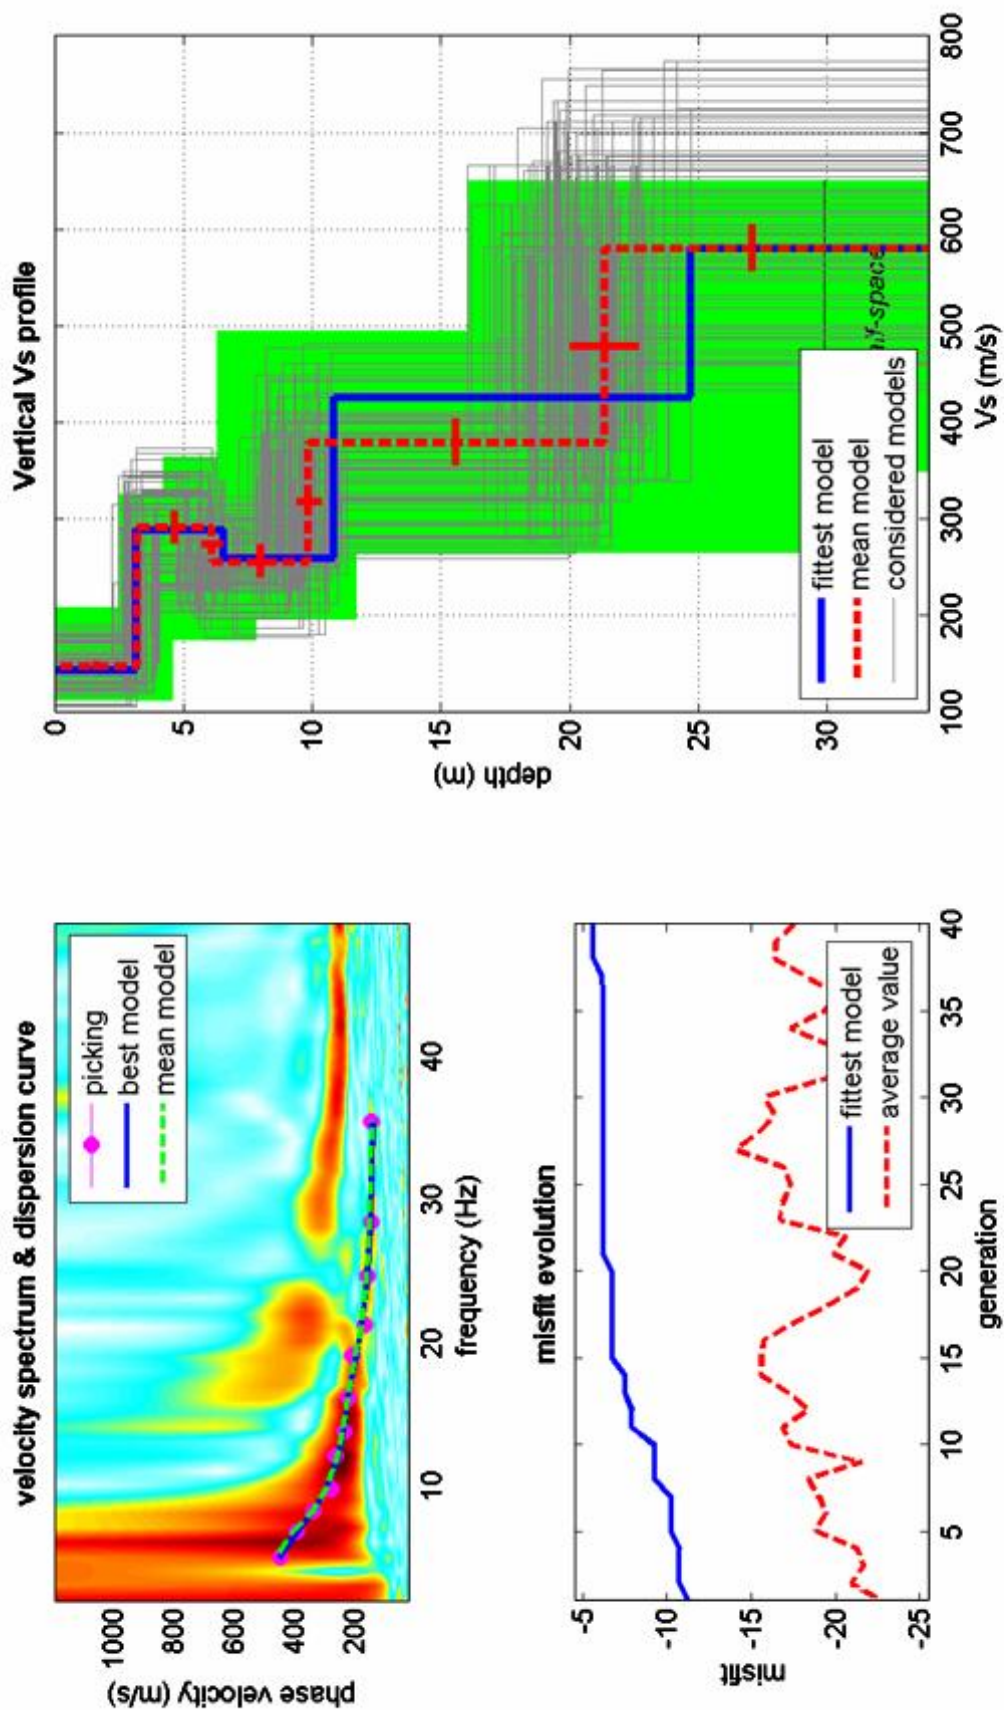 velocity spectrum & dispersion curve
picking
best model
mean model
phase velocity (m/s)
1000
800
600
400
200
10
20
30
40
frequency (Hz)
misfit evolution
misfit
-5
-10
-15
-20
-25
fittest model
average value
5
10
15
20
25
30
35
40
generation
Vertical Vs profile
depth (m)
0
5
10
15
20
25
30
alf-space
fittest model
mean model
considered models
100
200
300
400
500
600
700
800
Vs (m/s)